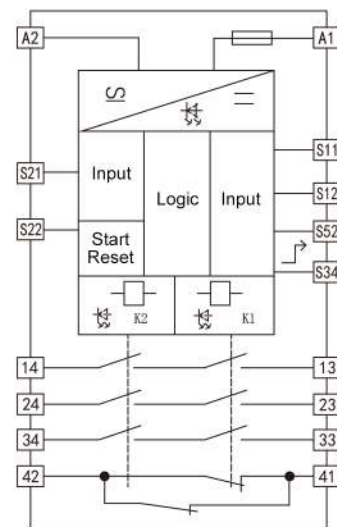 A2 A1
S21
S22
S11
S12
S52
S34
Input
Logic
Input
Start
Reset
K2
K1
14 13
24 23
34 33
42 41